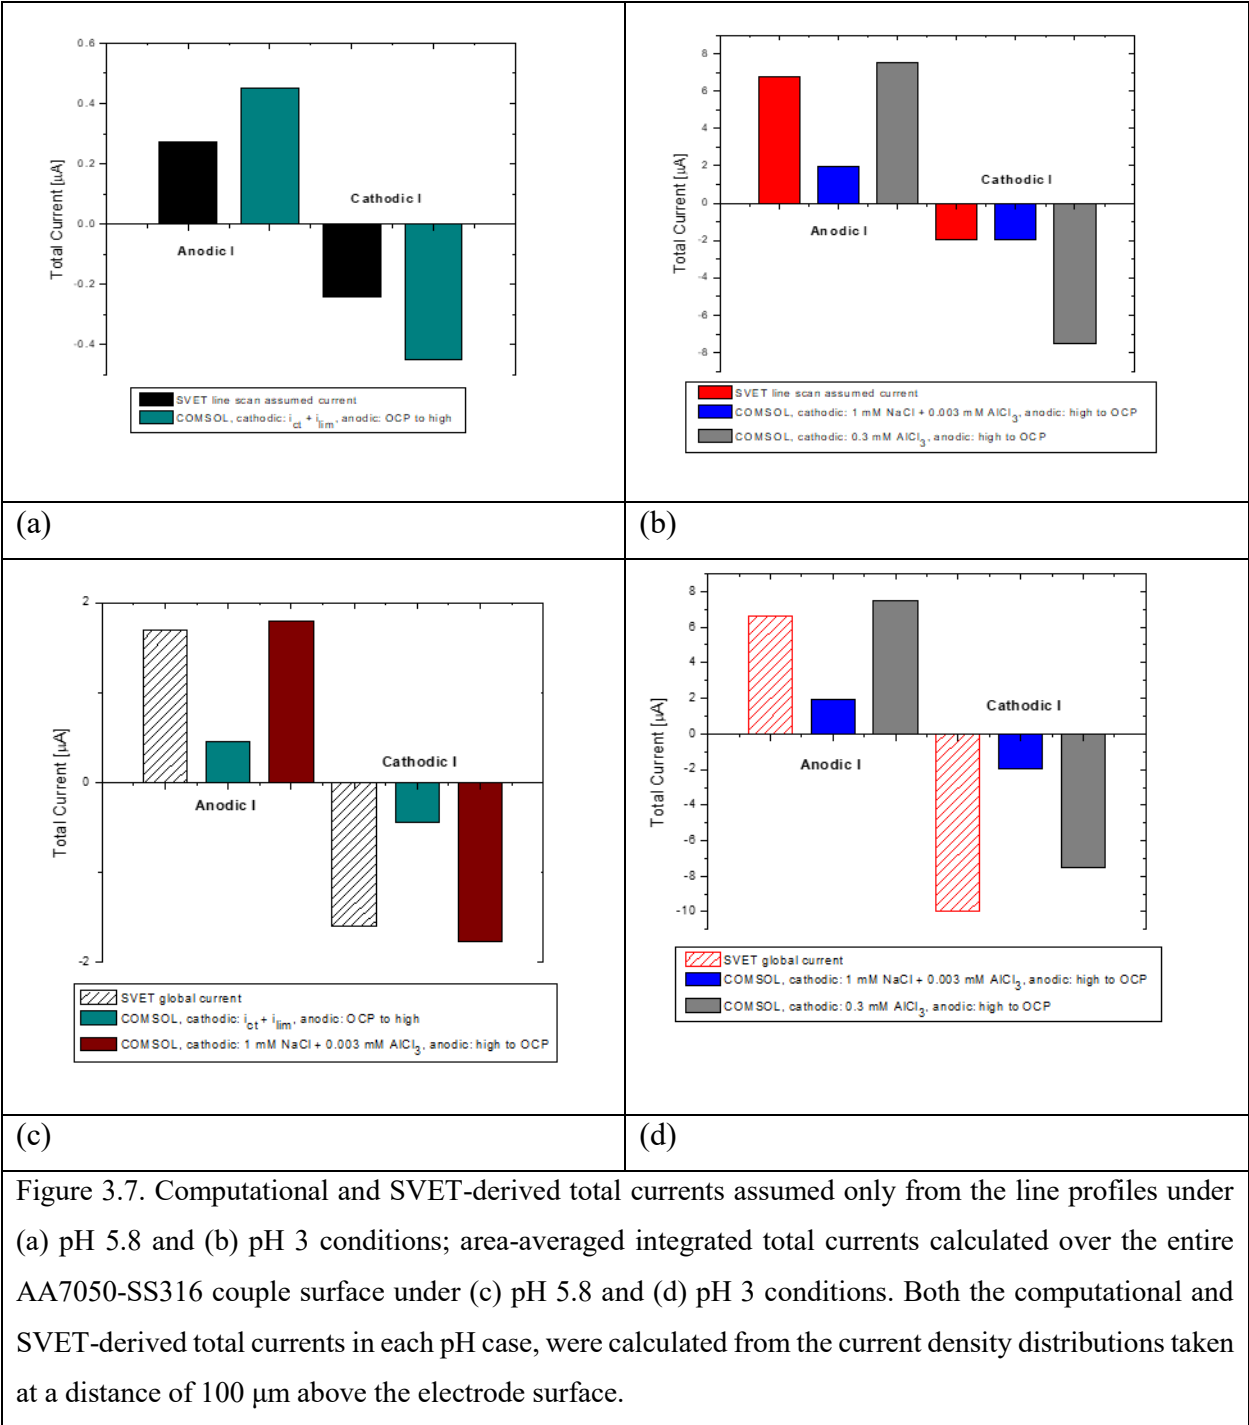 0.6
0.4
0.2
0.0
-0.2
-0.4
Total Current [µA]
Anodic I
Cathodic I
SVET line scan assumed current
COMSOL, cathodic: i_ct + i_lim, anodic: OCP to high
8
6
4
2
0
-2
-4
-6
-8
Total Current [µA]
Anodic I
Cathodic I
SVET line scan assumed current
COMSOL, cathodic: 1 mM NaCl + 0.003 mM AlCl3, anodic: high to OCP
COMSOL, cathodic: 0.3 mM AlCl3, anodic: high to OCP
(a)
(b)
2
0
-2
Total Current [µA]
Anodic I
Cathodic I
SVET global current
COMSOL, cathodic: i_ct + i_lim, anodic: OCP to high
COMSOL, cathodic: 1 mM NaCl + 0.003 mM AlCl3, anodic: high to OCP
8
6
4
2
0
-2
-4
-6
-8
-10
Total Current [µA]
Anodic I
Cathodic I
SVET global current
COMSOL, cathodic: 1 mM NaCl + 0.003 mM AlCl3, anodic: high to OCP
COMSOL, cathodic: 0.3 mM AlCl3, anodic: high to OCP
(c)
(d)
Figure 3.7. Computational and SVET-derived total currents assumed only from the line profiles under
(a) pH 5.8 and (b) pH 3 conditions; area-averaged integrated total currents calculated over the entire
AA7050-SS316 couple surface under (c) pH 5.8 and (d) pH 3 conditions. Both the computational and
SVET-derived total currents in each pH case, were calculated from the current density distributions taken
at a distance of 100 µm above the electrode surface.